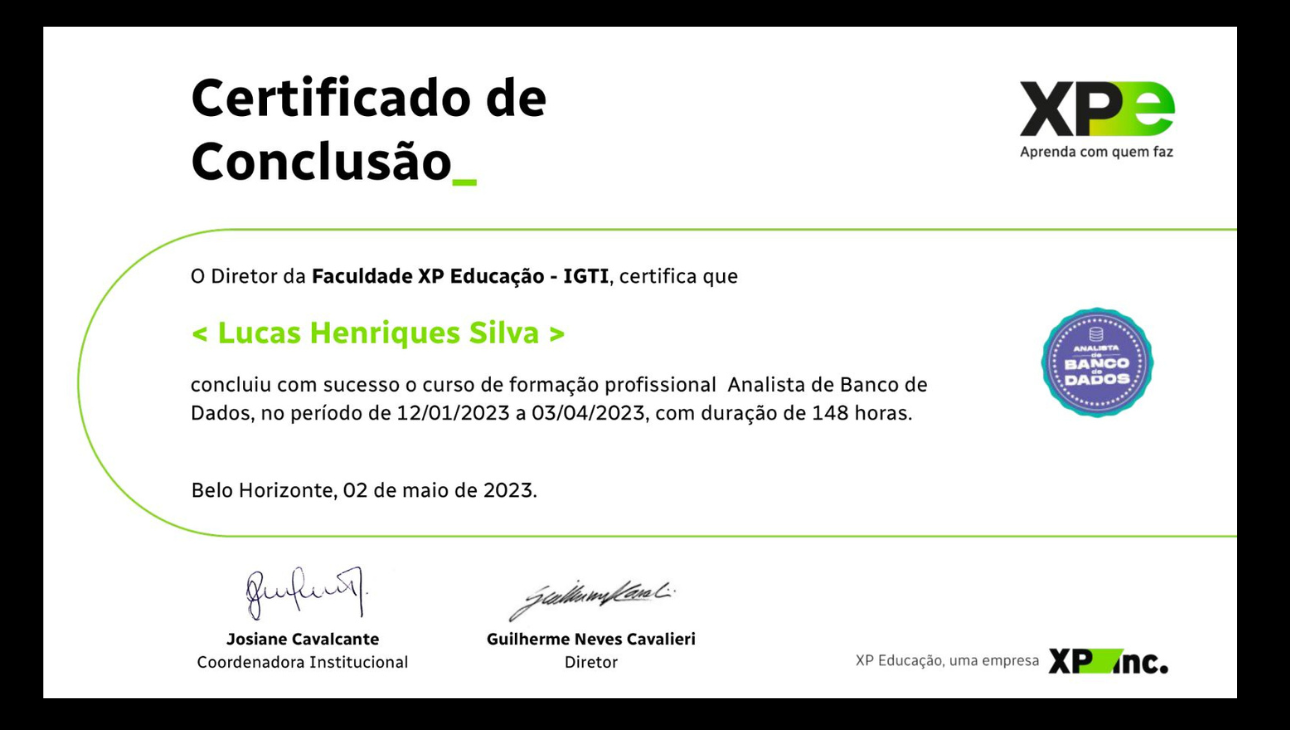 Certificado de
Conclusão_
XPe
Aprenda com quem faz
O Diretor da Faculdade XP Educação - IGTI, certifica que
< Lucas Henriques Silva >
concluiu com sucesso o curso de formação profissional  Analista de Banco de
Dados, no período de 12/01/2023 a 03/04/2023, com duração de 148 horas.
ANALISTA
de
BANCO
de
DADOS
Belo Horizonte, 02 de maio de 2023.
Josiane Cavalcante
Coordenadora Institucional
Guilherme Neves Cavalieri
Diretor
XP Educação, uma empresa XP inc.